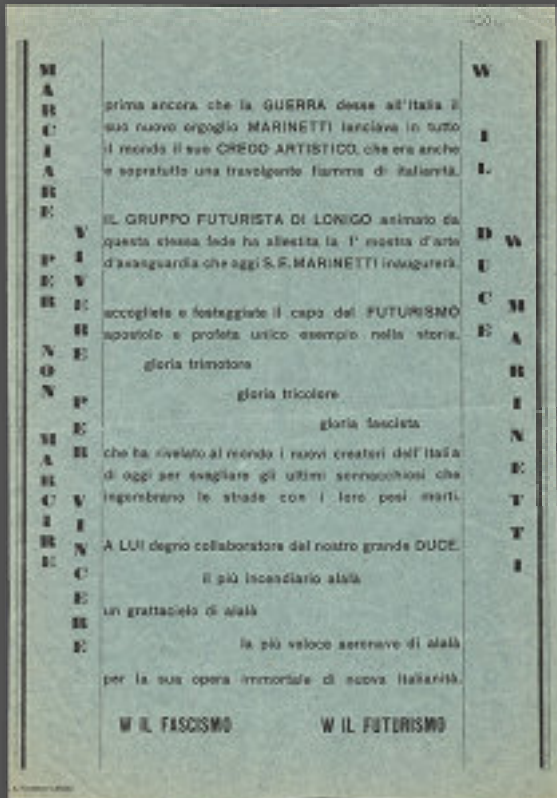 MARCIARE PER NON MARCIRE
VIVERE PER VINCERE
prima ancora che la GUERRA desse all'Italia il
suo nuovo orgoglio MARINETTI lanciava in tutto
il mondo il suo CREDO ARTISTICO, che era anche
e sopratutto una travolgente fiamma di italianità.
IL GRUPPO FUTURISTA DI LONIGO animato da
questa stessa fede ha allestita la 1ª mostra d'arte
d'avanguardia che oggi S. E. MARINETTI inaugurerà.
accogliete e festeggiate il capo del FUTURISMO
apostolo e profeta unico esempio nella storia.
gloria trimotore
gloria tricolore
gloria fascista
che ha rivelato al mondo i nuovi creatori dell'Italia
di oggi per svegliare gli ultimi sonnacchiosi che
ingombrano le strade con i loro pesi morti.
A LUI degno collaboratore del nostro grande DUCE.
il più incendiario alalà
un grattacielo di alalà
la più veloce aeronave di alalà
per la sua opera immortale di nuova italianità.
W IL FASCISMO W IL FUTURISMO
W IL DUCE
W MARINETTI